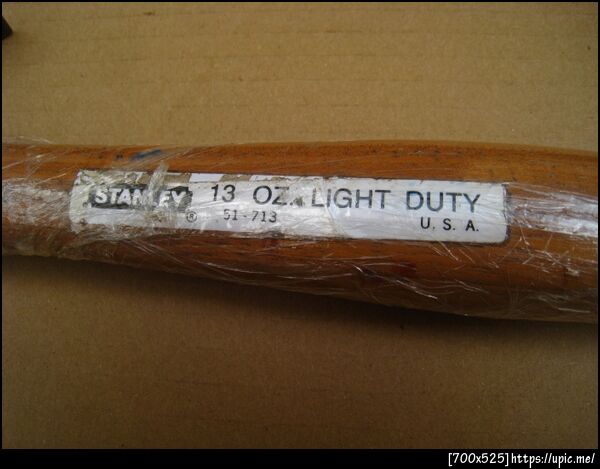 STANLEY 13 OZ. LIGHT DUTY
® 51-713
U.S.A.
[700x525]https://upic.me/